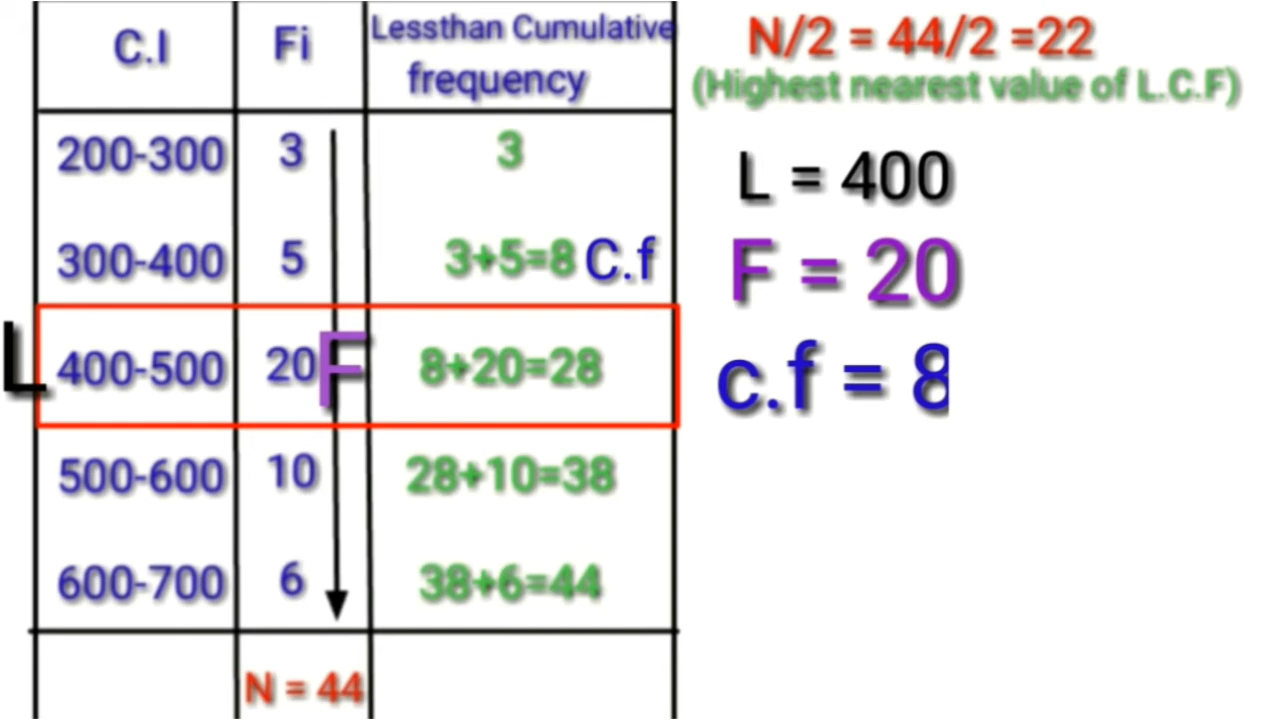 C.I Fi Lessthan Cumulative
frequency
200-300 3 3
300-400 5 3+5=8 C.f
L 400-500 20 F 8+20=28
500-600 10 28+10=38
600-700 6 38+6=44
N = 44
N/2 = 44/2 =22
(Highest nearest value of L.C.F)
L = 400
F = 20
c.f = 8